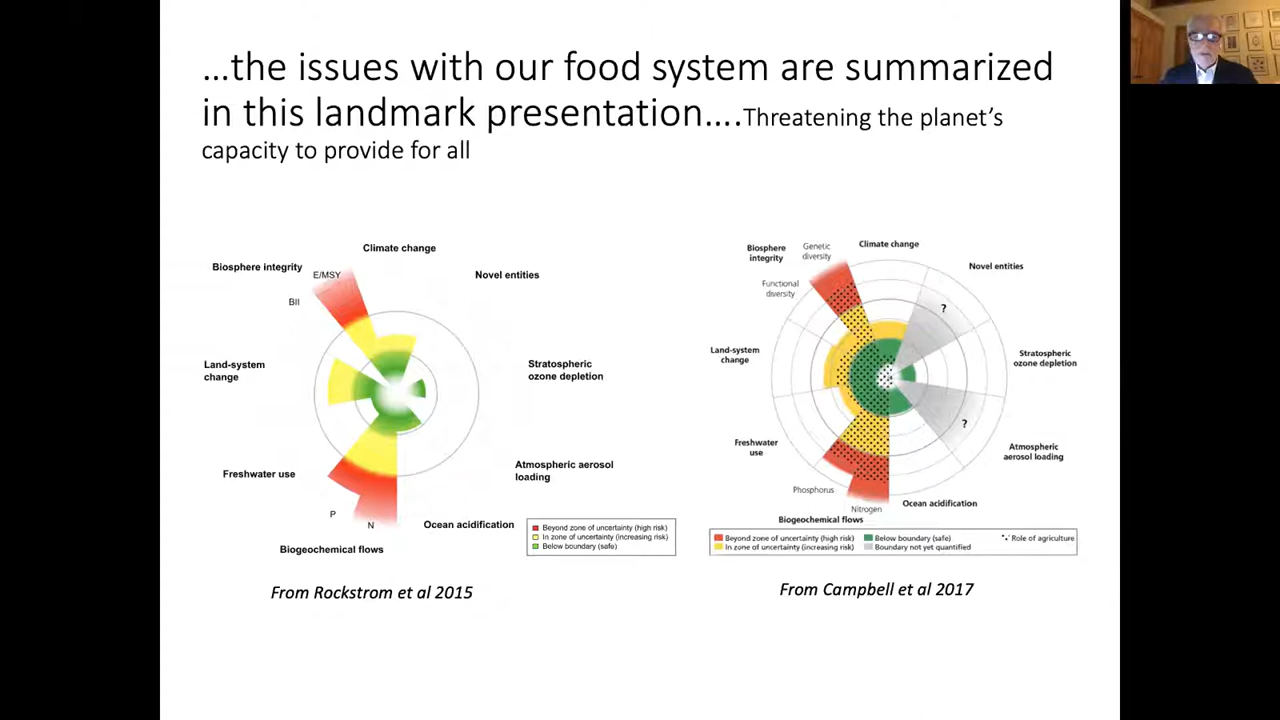 …the issues with our food system are summarized
in this landmark presentation….Threatening the planet’s
capacity to provide for all
Climate change
Biosphere integrity
E/MSY
Novel entities
BII
Land-system
change
Stratospheric
ozone depletion
Freshwater use
Atmospheric aerosol
loading
P
N
Ocean acidification
Biogeochemical flows
Beyond zone of uncertainty (high risk)
In zone of uncertainty (increasing risk)
Below boundary (safe)
From Rockstrom et al 2015
Biosphere
integrity
Genetic
diversity
Climate change
Novel entities
Functional
diversity
?
Land-system
change
Stratospheric
ozone depletion
?
Freshwater
use
Atmospheric
aerosol loading
Phosphorus
Nitrogen
Ocean acidification
Biogeochemical flows
Beyond zone of uncertainty (high risk)
In zone of uncertainty (increasing risk)
Below boundary (safe)
Boundary not yet quantified
Role of agriculture
From Campbell et al 2017